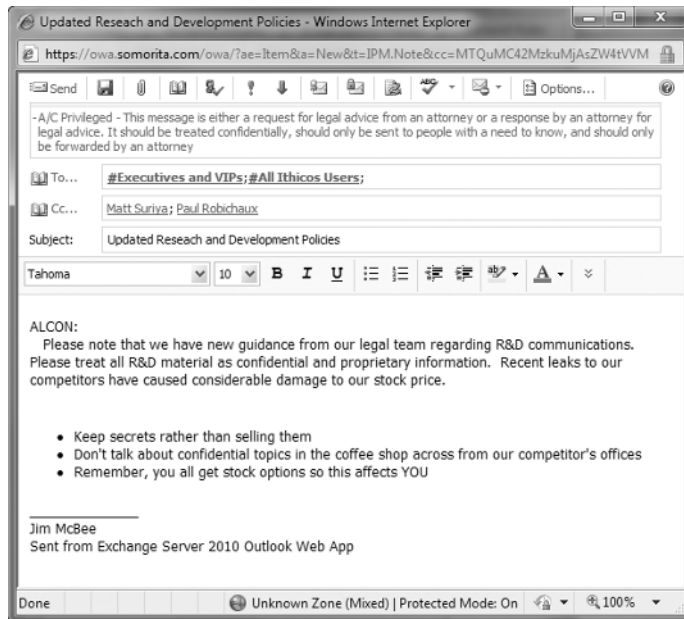 Updated Reseach and Development Policies - Windows Internet Explorer
https://owa.somorita.com/owa/?ae=Item&a=New&t=IPM.Note&cc=MTQuMC42MzkuMjAsZW4tVVM
Send Options...
-A/C Privileged - This message is either a request for legal advice from an attorney or a response by an attorney for
legal advice. It should be treated confidentially, should only be sent to people with a need to know, and should only
be forwarded by an attorney
To... #Executives and VIPs; #All Ithicos Users;
Cc... Matt Suriya; Paul Robichaux
Subject: Updated Reseach and Development Policies
Tahoma 10 B I U A
ALCON:
Please note that we have new guidance from our legal team regarding R&D communications.
Please treat all R&D material as confidential and proprietary information. Recent leaks to our
competitors have caused considerable damage to our stock price.
• Keep secrets rather than selling them
• Don't talk about confidential topics in the coffee shop across from our competitor's offices
• Remember, you all get stock options so this affects YOU
Jim McBee
Sent from Exchange Server 2010 Outlook Web App
Done Unknown Zone (Mixed) | Protected Mode: On 100%